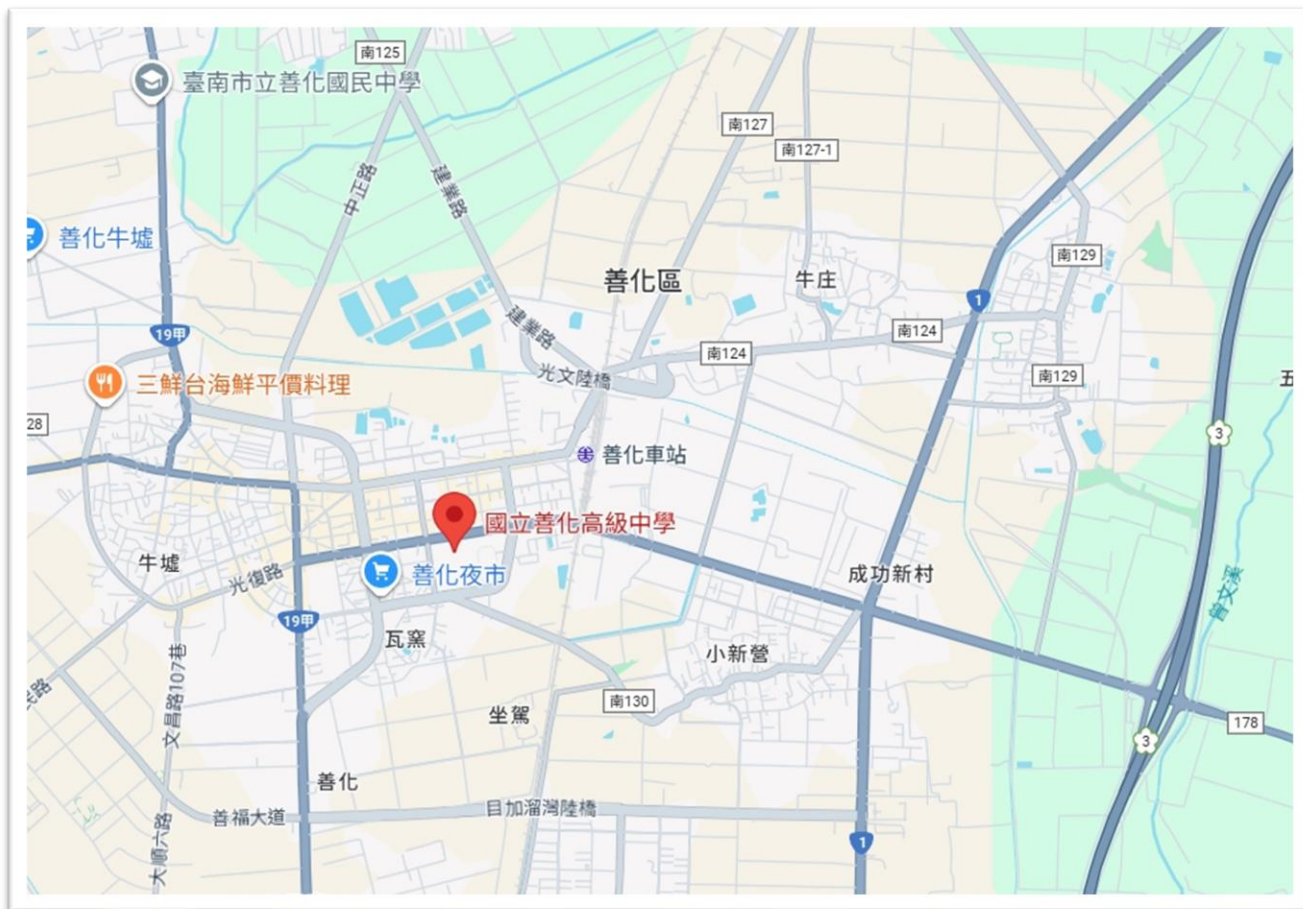 南125
臺南市立善化國民中學
南127
南127-1
中正路
建業路
善化牛墟
善化區
牛庄
南129
1
19甲
建業路
南124
南124
光文陸橋
三鮮台海鮮平價料理
南129
五
28
3
善化車站
國立善化高級中學
牛墟
光復路
善化夜市
成功新村
曾文溪
19甲
瓦窯
小新營
民路
文昌路107巷
南130
坐駕
178
3
善化
善福大道
目加溜灣陸橋
大順六路
1